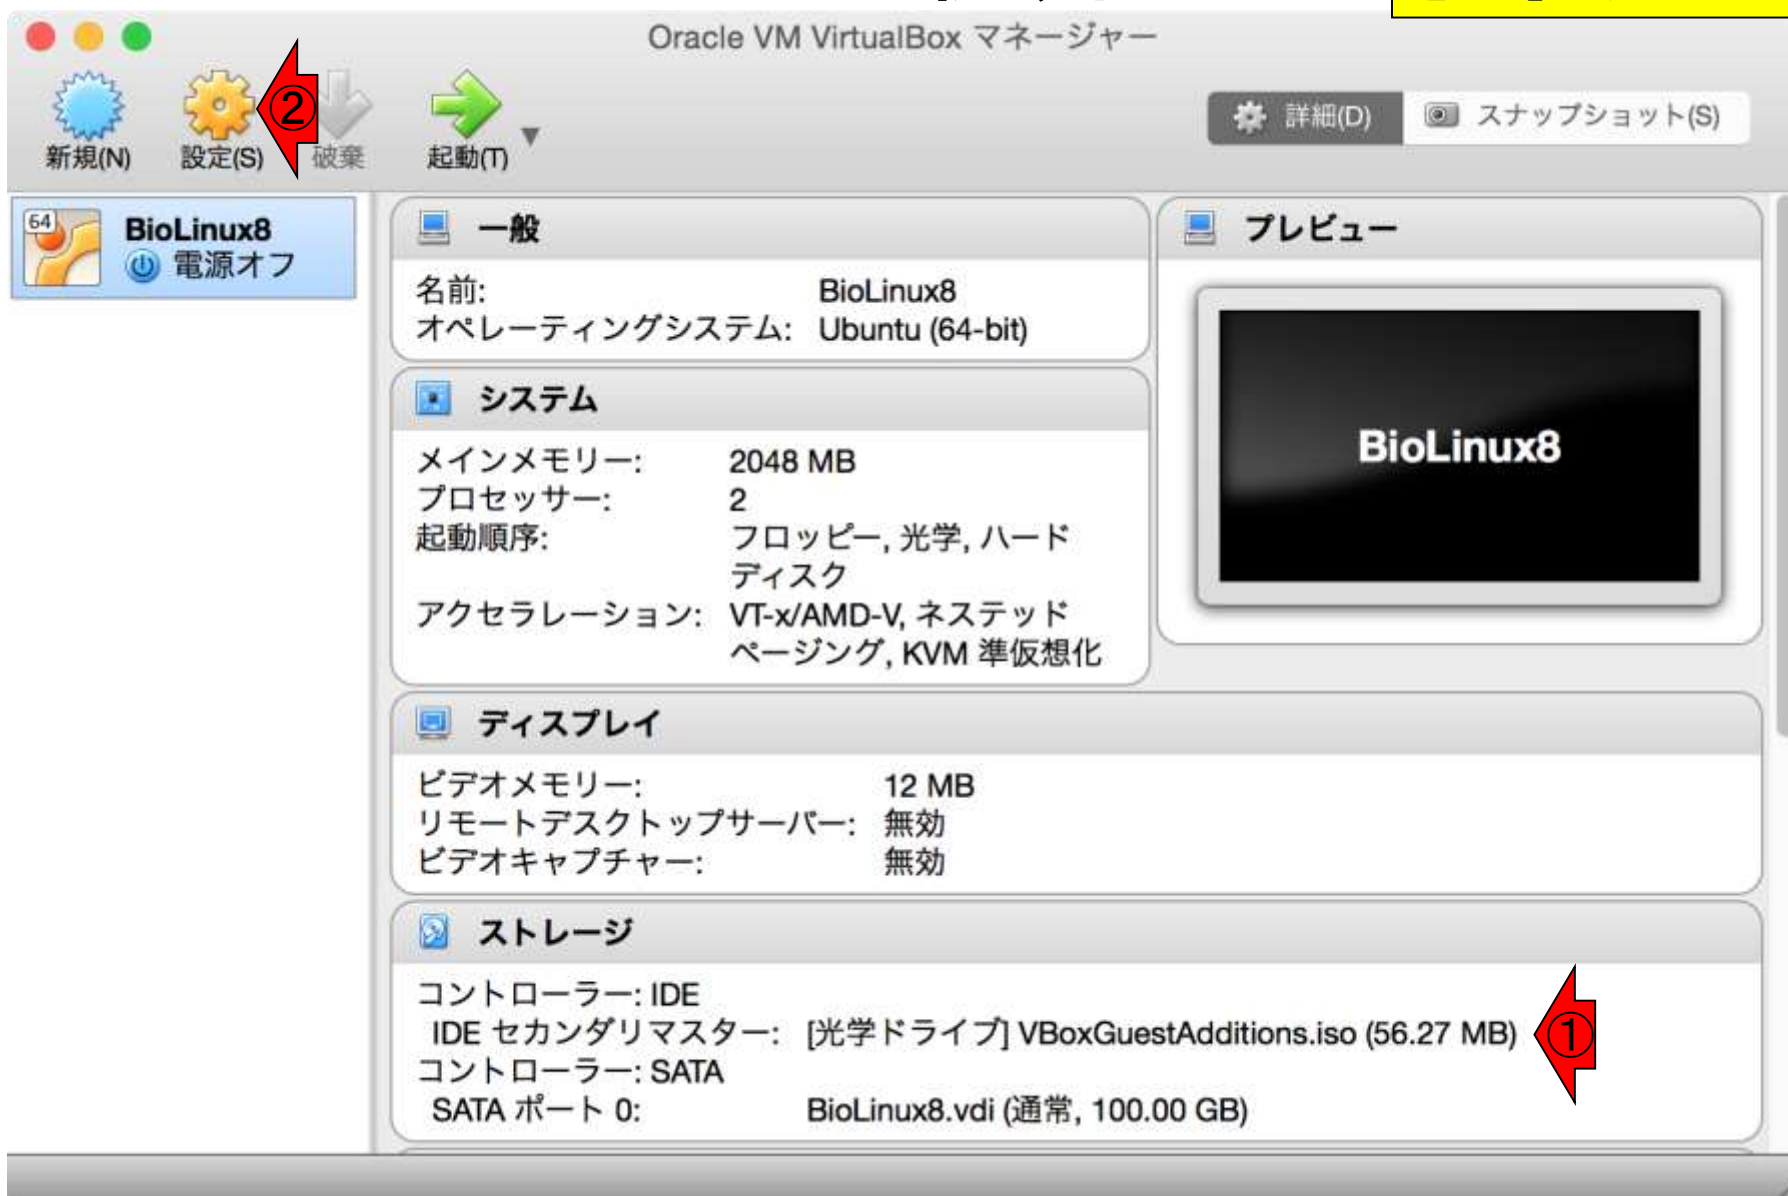 Oracle VM VirtualBox マネージャー
新規(N)
設定(S)
②
破棄
起動(T)
詳細(D)
スナップショット(S)
64
BioLinux8
電源オフ
一般
名前: BioLinux8
オペレーティングシステム: Ubuntu (64-bit)
プレビュー
BioLinux8
システム
メインメモリー: 2048 MB
プロセッサー: 2
起動順序: フロッピー, 光学, ハード
ディスク
アクセラレーション: VT-x/AMD-V, ネステッド
ページング, KVM 準仮想化
ディスプレイ
ビデオメモリー: 12 MB
リモートデスクトップサーバー: 無効
ビデオキャプチャー: 無効
ストレージ
コントローラー: IDE
IDE セカンダリマスター: [光学ドライブ] VBoxGuestAdditions.iso (56.27 MB)
①
コントローラー: SATA
SATA ポート 0: BioLinux8.vdi (通常, 100.00 GB)